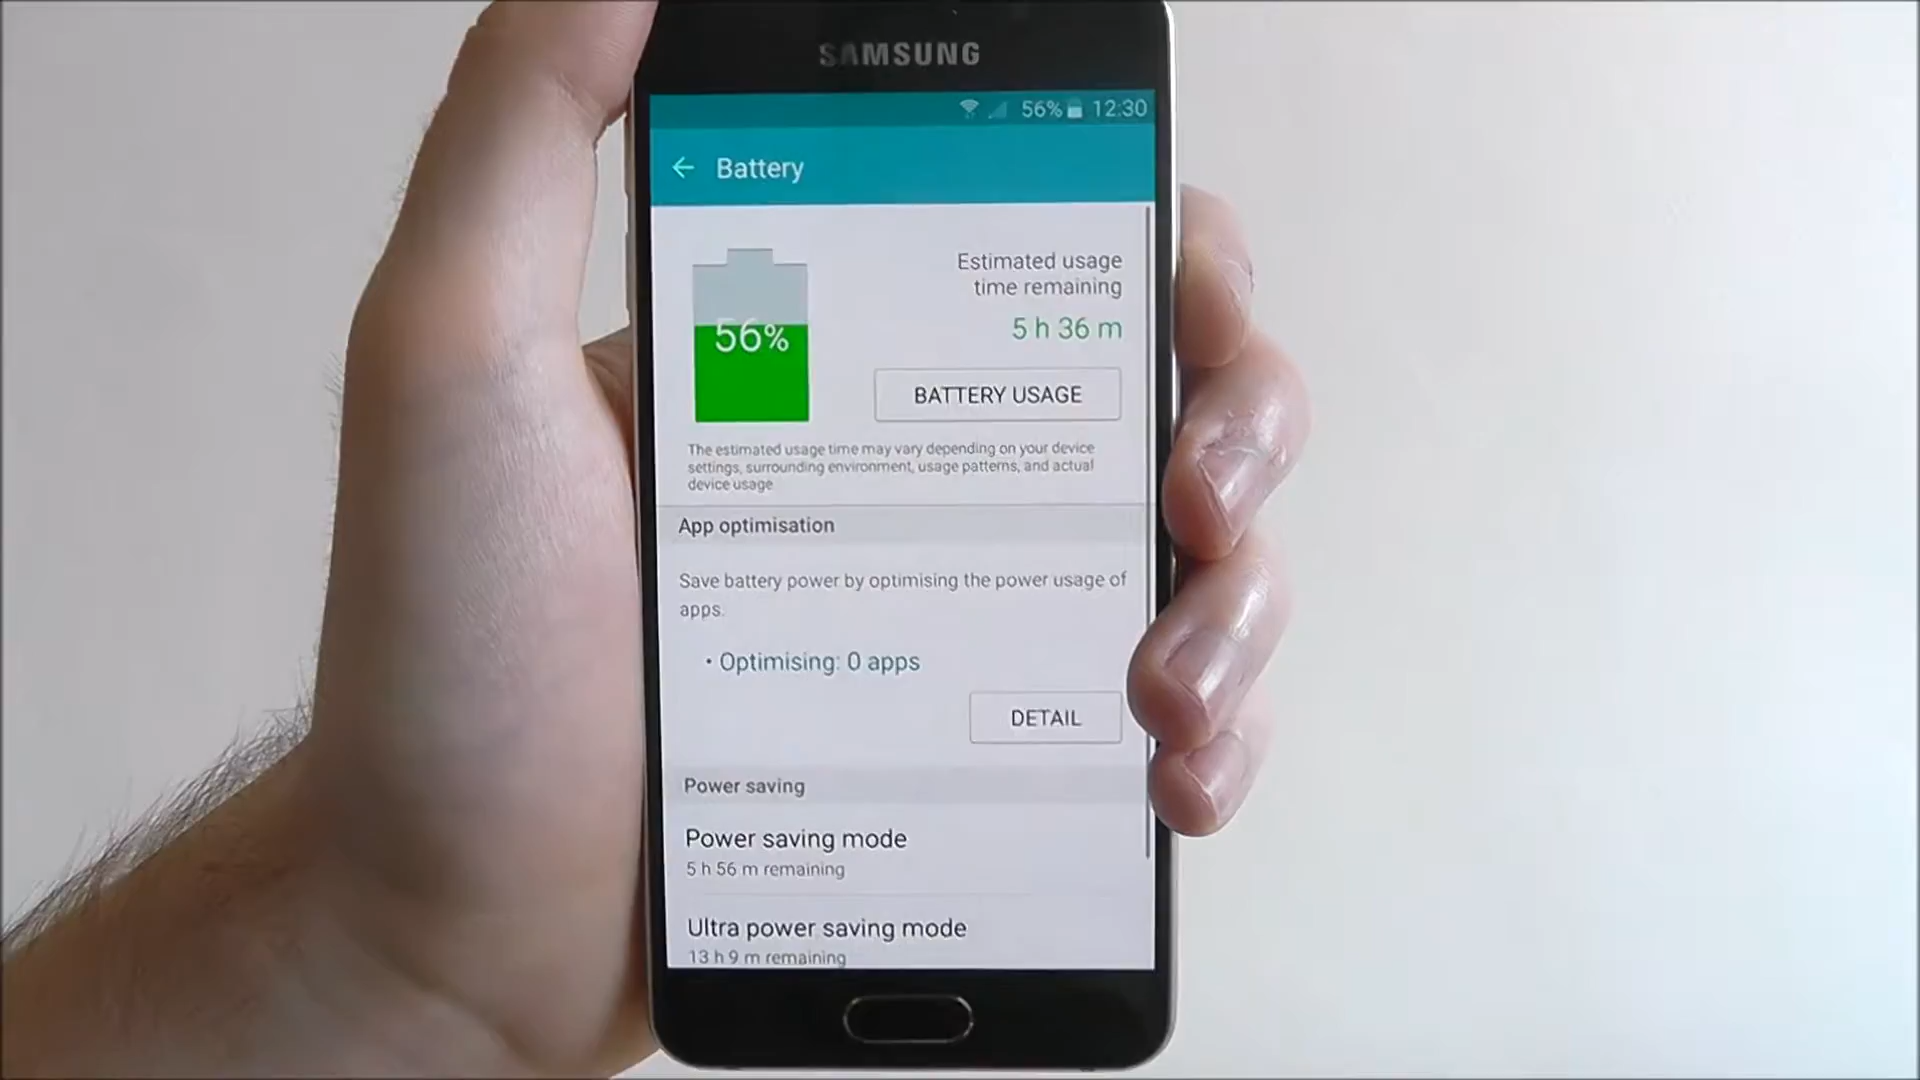 SAMSUNG
56% 12:30
Battery
Estimated usage
time remaining
56%
5 h 36 m
BATTERY USAGE
The estimated usage time may vary depending on your device
settings, surrounding environment, usage patterns, and actual
device usage
App optimisation
Save battery power by optimising the power usage of
apps.
• Optimising: 0 apps
DETAIL
Power saving
Power saving mode
5 h 56 m remaining
Ultra power saving mode
13 h 9 m remaining